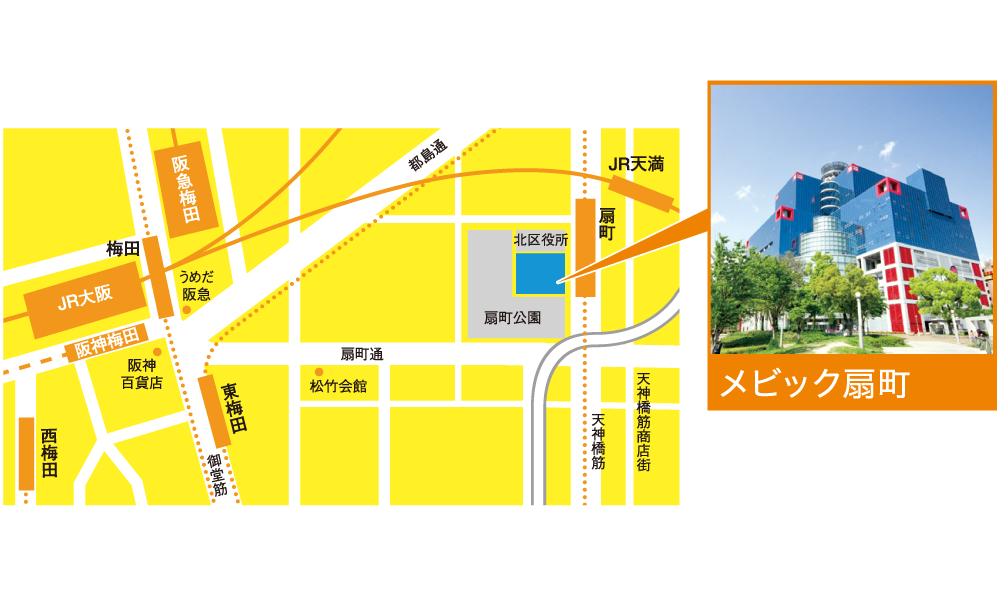 都島通
JR天満
阪急梅田
扇町
梅田
北区役所
うめだ
阪急
JR大阪
扇町公園
阪神梅田
扇町通
阪神
百貨店
松竹会館
メビック扇町
東梅田
天神橋筋商店街
西梅田
天神橋筋
御堂筋